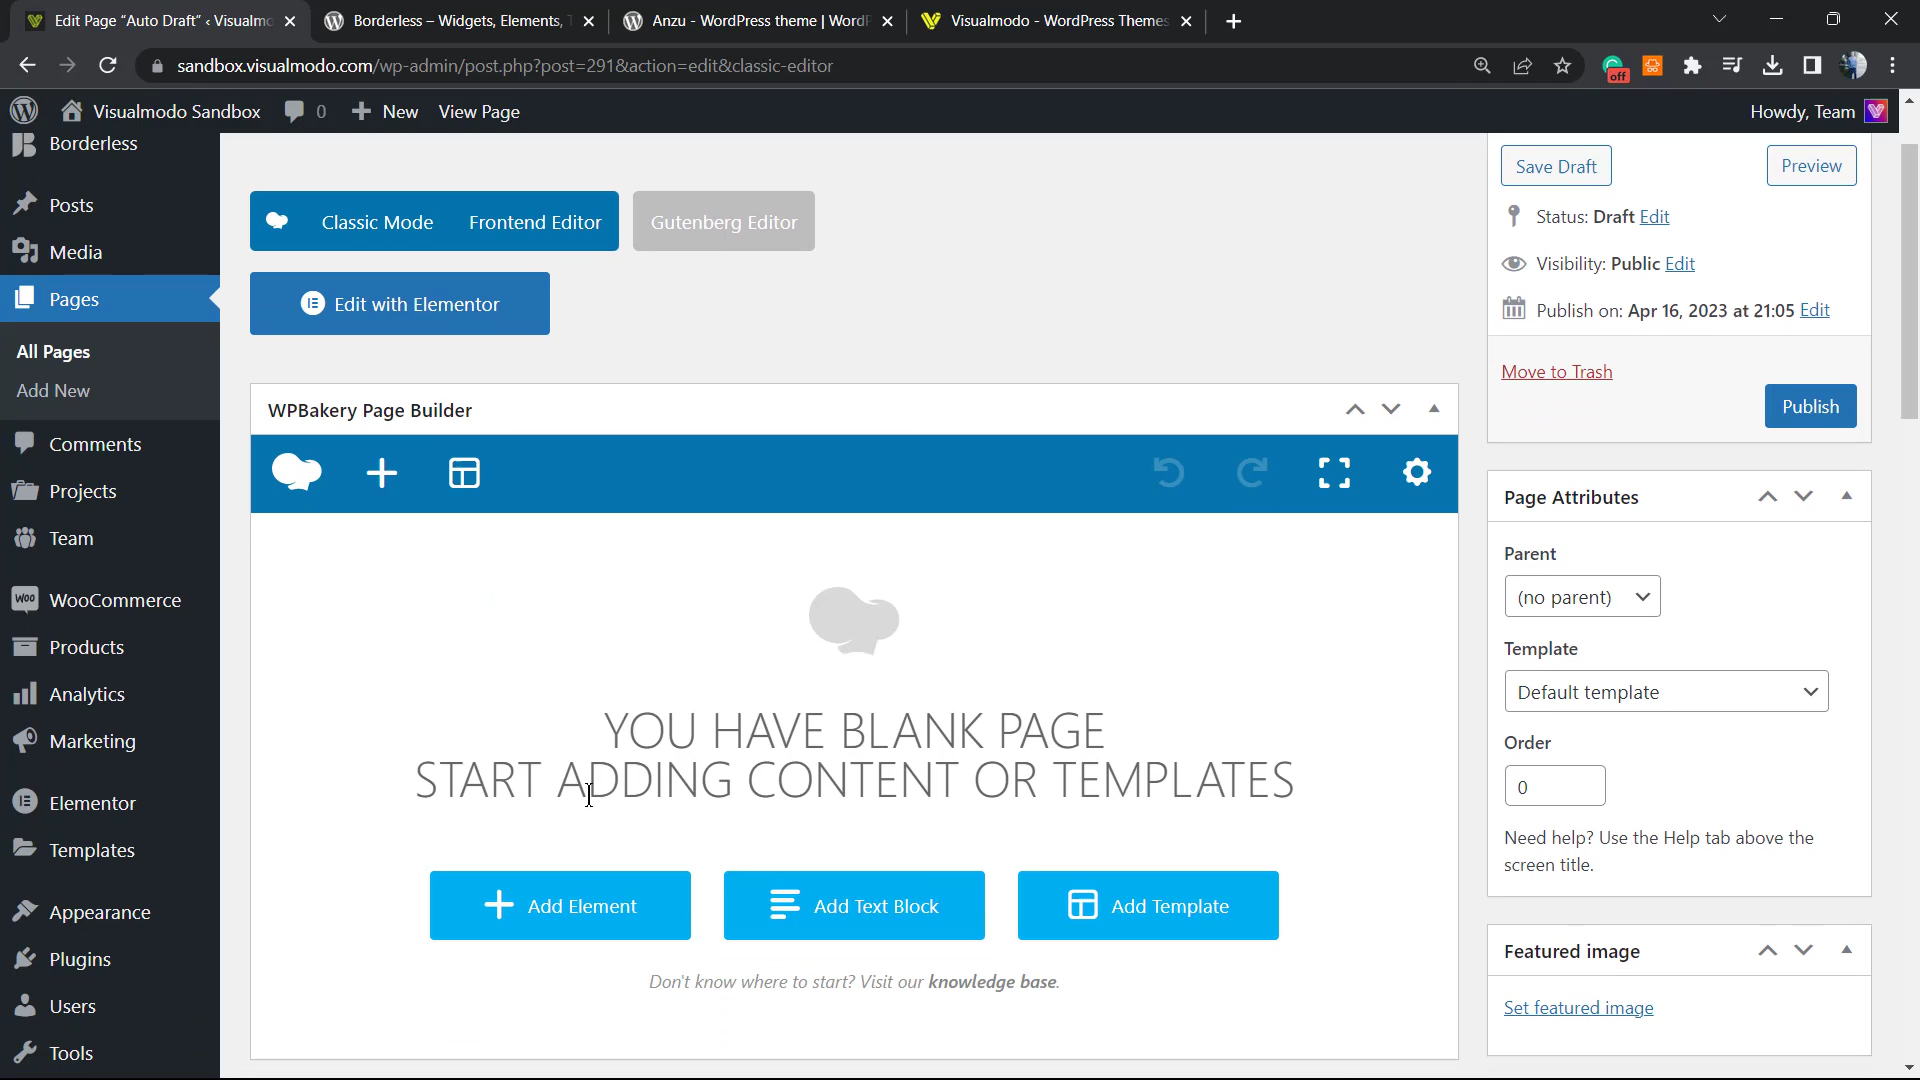 Edit Page “Auto Draft” ‹ Visualmo
Borderless – Widgets, Elements, T
Anzu - WordPress theme | WordP
Visualmodo - WordPress Themes
sandbox.visualmodo.com/wp-admin/post.php?post=291&action=edit&classic-editor
off
Visualmodo Sandbox
0
New
View Page
Howdy, Team
Borderless
Posts
Media
Pages
All Pages
Add New
Comments
Projects
Team
WOO
WooCommerce
Products
Analytics
Marketing
Elementor
Templates
Appearance
Plugins
Users
Tools
Classic Mode
Frontend Editor
Gutenberg Editor
Edit with Elementor
WPBakery Page Builder
YOU HAVE BLANK PAGE
START ADDING CONTENT OR TEMPLATES
Add Element
Add Text Block
Add Template
Don't know where to start? Visit our knowledge base.
Save Draft
Preview
Status: Draft Edit
Visibility: Public Edit
Publish on: Apr 16, 2023 at 21:05 Edit
Move to Trash
Publish
Page Attributes
Parent
(no parent)
Template
Default template
Order
0
Need help? Use the Help tab above the
screen title.
Featured image
Set featured image